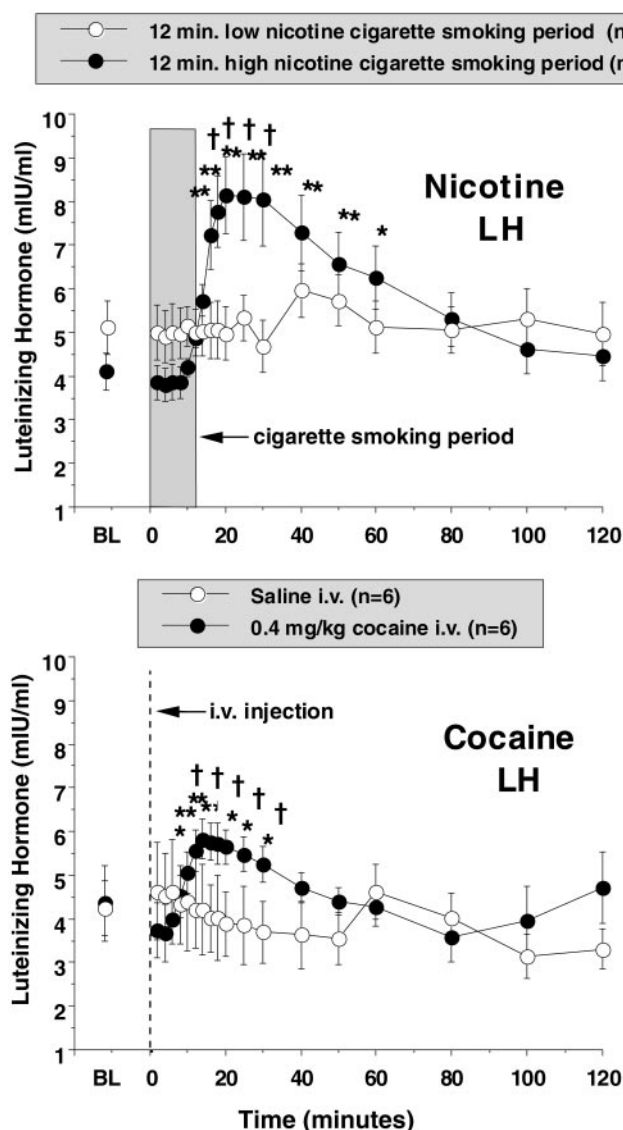 12 min. low nicotine cigarette smoking period (n
12 min. high nicotine cigarette smoking period (n
10
9
8
7
6
5
4
3
2
1
Luteinizing Hormone (mIU/ml)
† † † †
** ** ** ** ** ** ** *
Nicotine
LH
cigarette smoking period
BL 0 20 40 60 80 100 120
Saline i.v. (n=6)
0.4 mg/kg cocaine i.v. (n=6)
10
9
8
7
6
5
4
3
2
1
Luteinizing Hormone (mIU/ml)
i.v. injection
Cocaine
LH
† † † † †
* ** ** ** * * *
BL 0 20 40 60 80 100 120
Time (minutes)